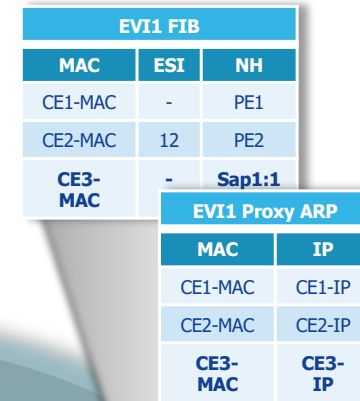 EVI1 FIB
MAC ESI NH
CE1-MAC - PE1
CE2-MAC 12 PE2
CE3-
MAC - Sap1:1
EVI1 Proxy ARP
MAC IP
CE1-MAC CE1-IP
CE2-MAC CE2-IP
CE3- CE3-
MAC IP